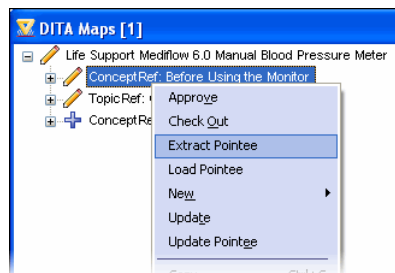 DITA Maps [1]
Life Support Mediflow 6.0 Manual Blood Pressure Meter
ConceptRef: Before Using the Monitor
TopicRef:
ConceptRe
Approve
Check Out
Extract Pointee
Load Pointee
New
Update
Update Pointee